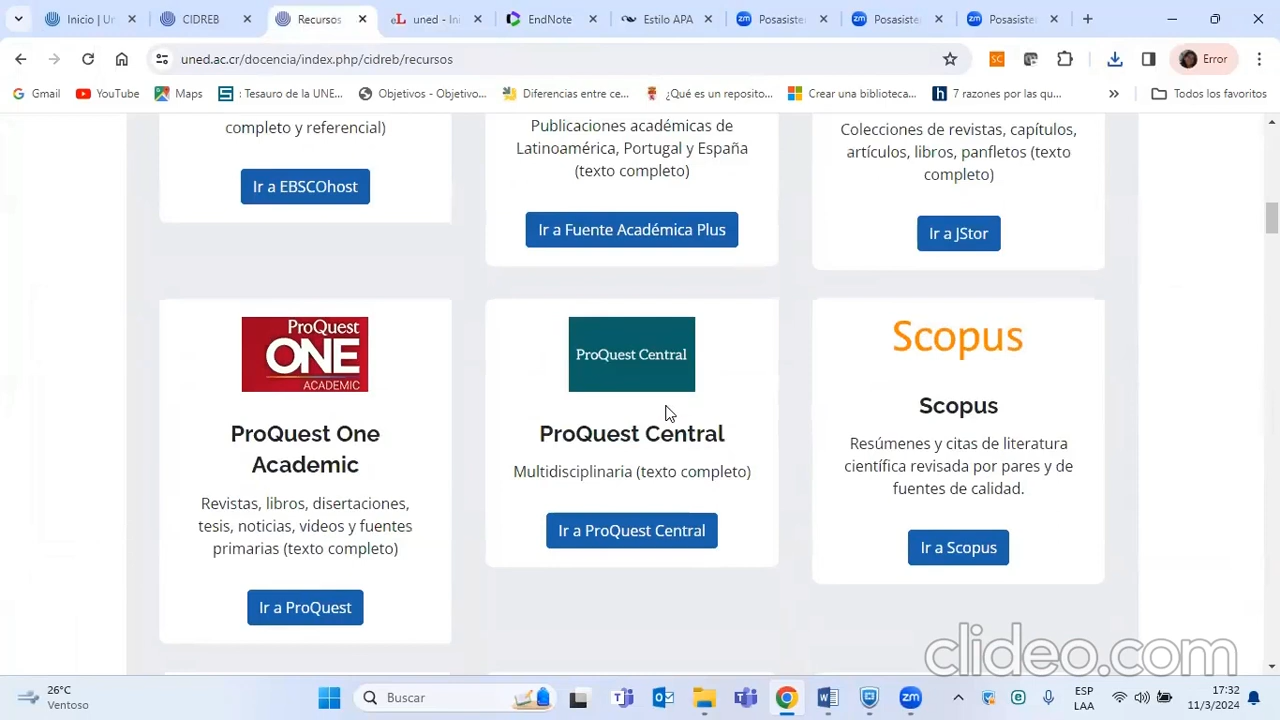 Inicio | Un
CIDREB
Recursos
uned - Ini
EndNote
Estilo APA
Posasiste
Posasiste
Posasiste
uned.ac.cr/docencia/index.php/cidreb/recursos
Error
Gmail
YouTube
Maps
: Tesauro de la UNE...
Objetivos - Objetivo...
Diferencias entre ce...
¿Qué es un reposito...
Crear una biblioteca...
7 razones por las qu...
Todos los favoritos
completo y referencial)
Ir a EBSCOhost
Publicaciones académicas de
Latinoamérica, Portugal y España
(texto completo)
Ir a Fuente Académica Plus
Colecciones de revistas, capítulos,
artículos, libros, panfletos (texto
completo)
Ir a JStor
ProQuest
ONE
ACADEMIC
ProQuest One
Academic
Revistas, libros, disertaciones,
tesis, noticias, videos y fuentes
primarias (texto completo)
Ir a ProQuest
ProQuest Central
ProQuest Central
Multidisciplinaria (texto completo)
Ir a ProQuest Central
Scopus
Scopus
Resúmenes y citas de literatura
científica revisada por pares y de
fuentes de calidad.
Ir a Scopus
clideo.com
26°C
Ventoso
Buscar
ESP
LAA
17:32
11/3/2024